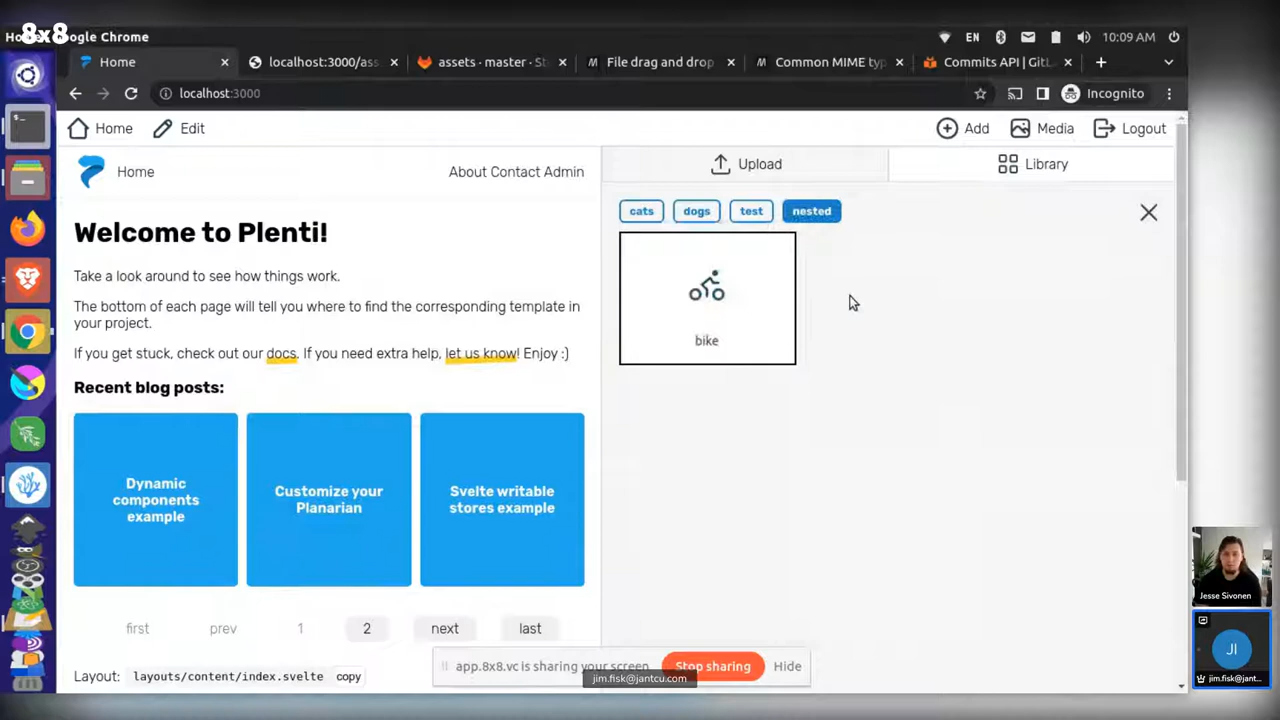 8x8
Ho
ogle Chrome
EN
10:09 AM
Home
localhost:3000/ass
assets · master · St
File drag and drop
Common MIME typ
Commits API | GitL
localhost:3000
Incognito
Home
Edit
Add
Media
Logout
Home
About Contact Admin
Upload
Library
cats
dogs
test
nested
bike
Welcome to Plenti!
Take a look around to see how things work.
The bottom of each page will tell you where to find the corresponding template in
your project.
If you get stuck, check out our docs. If you need extra help, let us know! Enjoy :)
Recent blog posts:
Dynamic
components
example
Customize your
Planarian
Svelte writable
stores example
first
prev
1
2
next
last
Layout:
layouts/content/index.svelte
copy
app.8x8.vc is sharing your screen.
Stop sharing
Hide
jim.fisk@jantcu.com
Jesse Sivonen
JI
jim.fisk@jant...